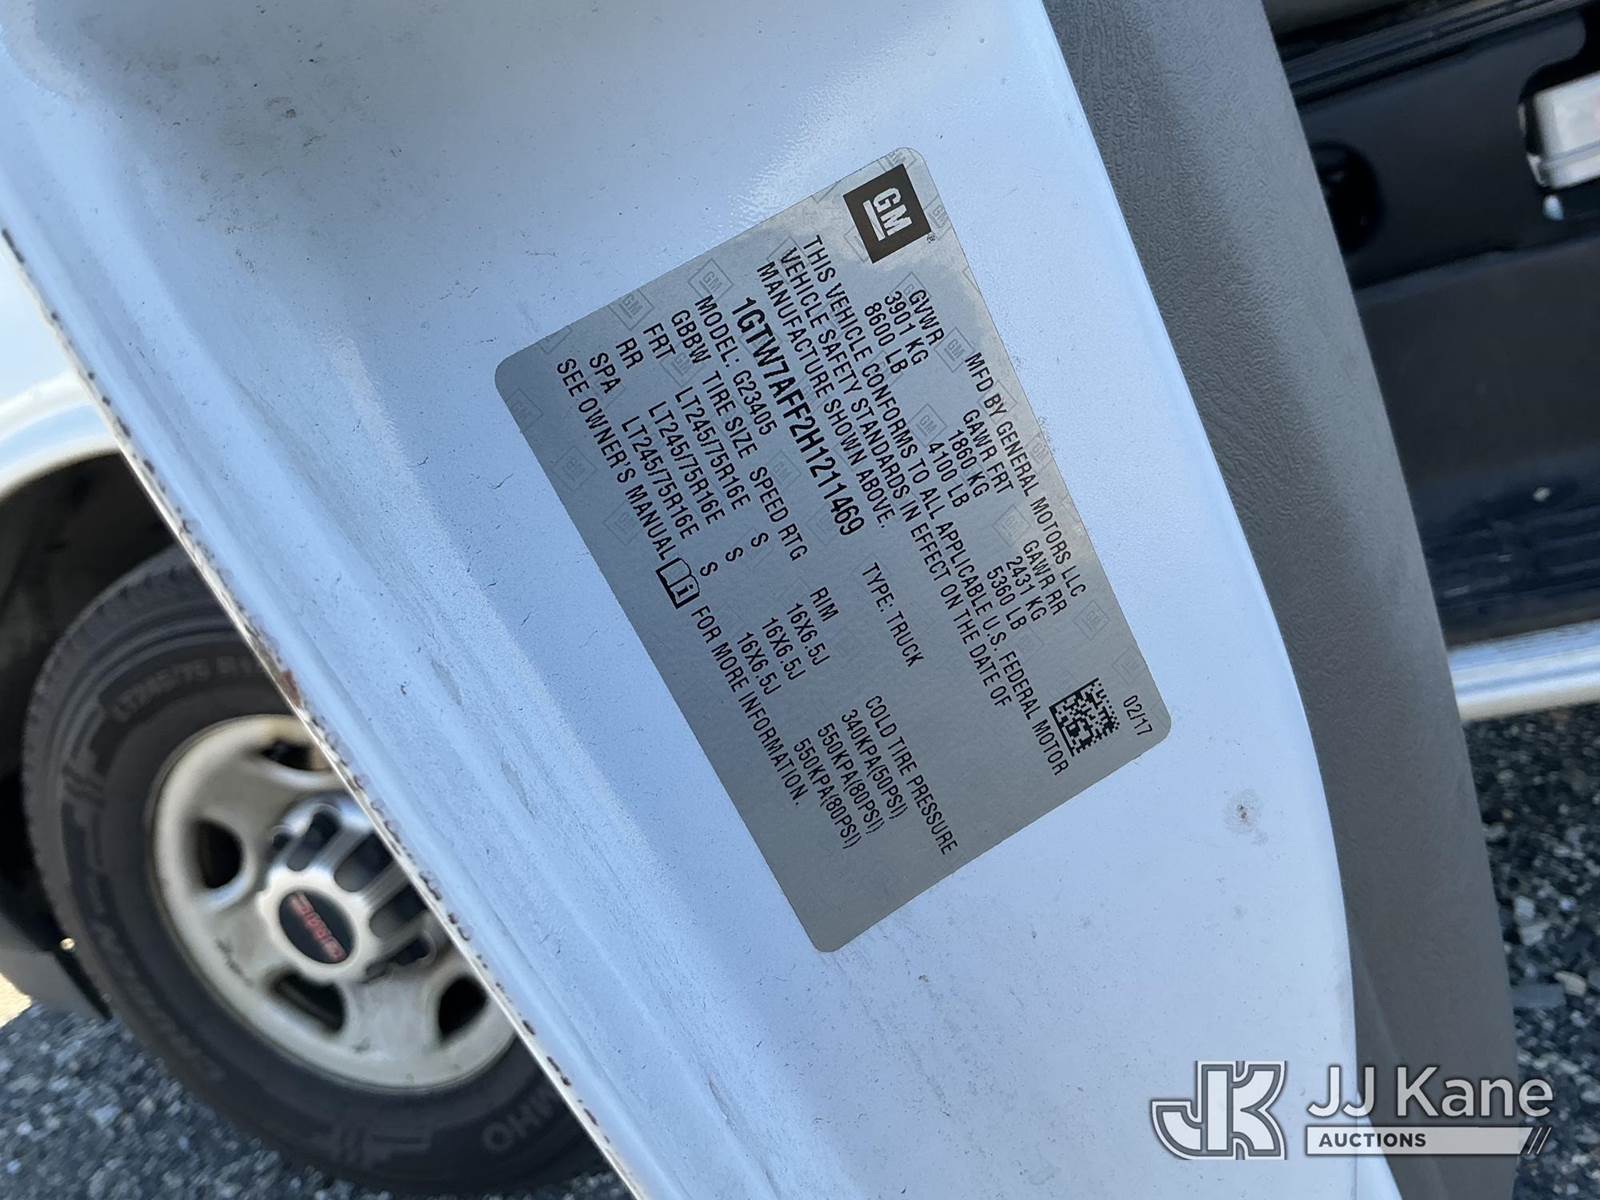 GM
MFD BY GENERAL MOTORS LLC 02/17
GVWR GAWR FRT GAWR RR
3901 KG 1860 KG 2431 KG
8600 LB 4100 LB 5360 LB
THIS VEHICLE CONFORMS TO ALL APPLICABLE U.S. FEDERAL MOTOR
VEHICLE SAFETY STANDARDS IN EFFECT ON THE DATE OF
MANUFACTURE SHOWN ABOVE.
1GTW7AFF2H1211469 TYPE: TRUCK
MODEL: G23405
GBBW TIRE SIZE SPEED RTG RIM COLD TIRE PRESSURE
FRT LT245/75R16E S 16X6.5J 340KPA(50PSI)
RR LT245/75R16E S 16X6.5J 550KPA(80PSI)
SPA LT245/75R16E S 16X6.5J 550KPA(80PSI)
SEE OWNER'S MANUAL i FOR MORE INFORMATION.
GMC
JK JJ Kane
AUCTIONS